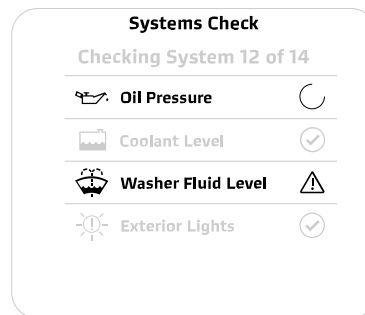 Systems Check
Checking System 12 of 14
Oil Pressure
Coolant Level
Washer Fluid Level
Exterior Lights